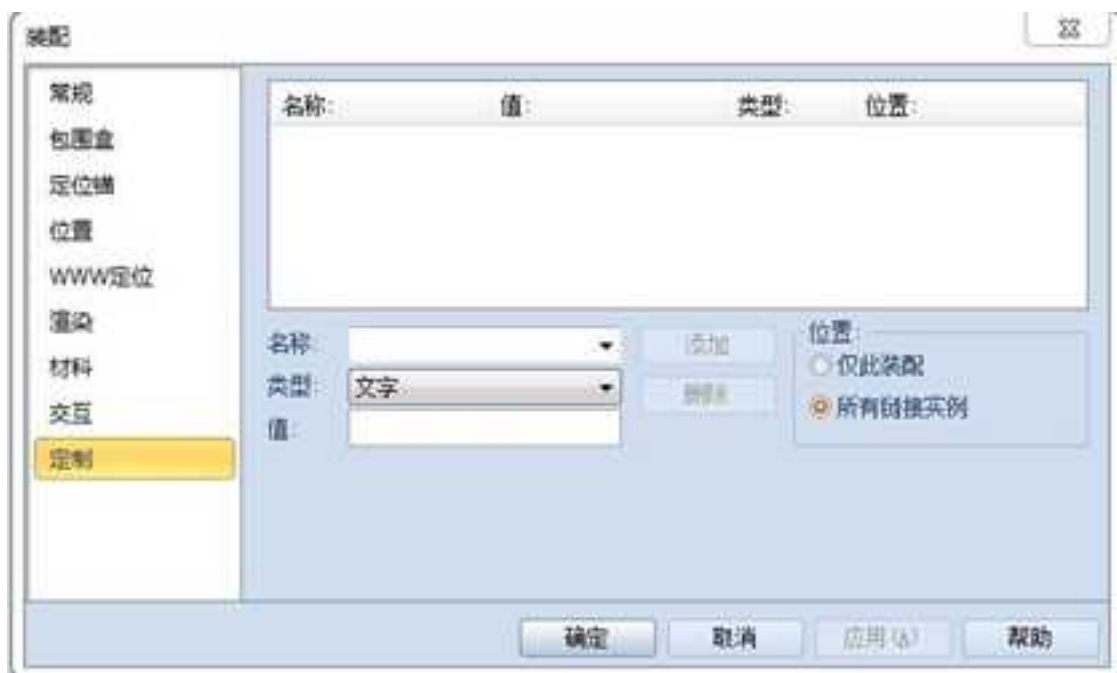 装配
常规
包围盒
定位锚
位置
WWW定位
渲染
材料
交互
定制
名称: 值: 类型: 位置:
名称:
类型: 文字
值:
添加
删除
位置:
仅此装配
所有链接实例
确定 取消 应用(A) 帮助